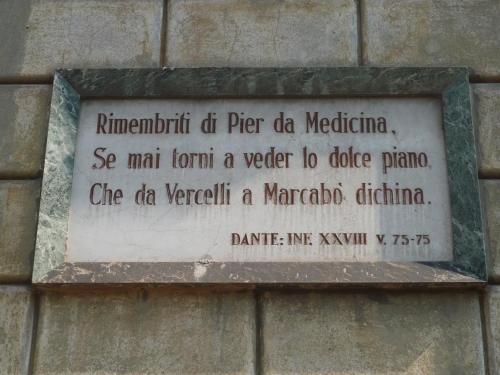 Rimembriti di Pier da Medicina,
Se mai torni a veder lo dolce piano
Che da Vercelli a Marcabò dichina.
DANTE: INF. XXVIII V. 75-75